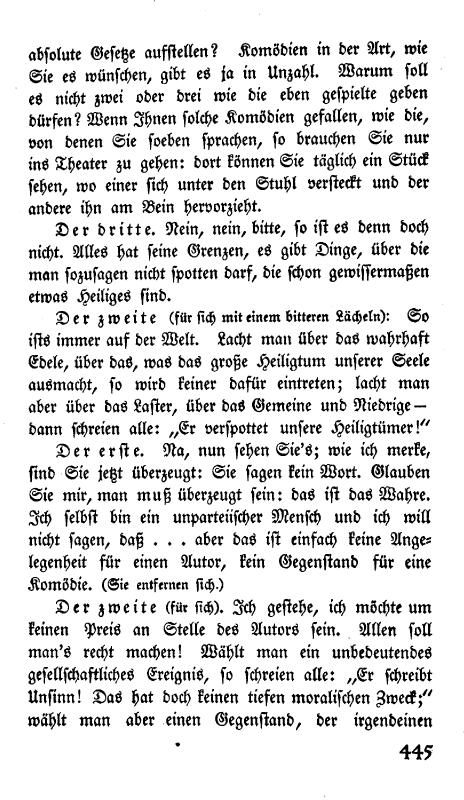 absolute Gesetze aufstellen? Komödien in der Art, wie
Sie es wünschen, gibt es ja in Unzahl. Warum soll
es nicht zwei oder drei wie die eben gespielte geben
dürfen? Wenn Ihnen solche Komödien gefallen, wie die,
von denen Sie soeben sprachen, so brauchen Sie nur
ins Theater zu gehen: dort können Sie täglich ein Stück
sehen, wo einer sich unter den Stuhl versteckt und der
andere ihn am Bein hervorzieht.
Der dritte. Nein, nein, bitte, so ist es denn doch
nicht. Alles hat seine Grenzen, es gibt Dinge, über die
man sozusagen nicht spotten darf, die schon gewissermaßen
etwas Heiliges sind.
Der zweite (für sich mit einem bitteren Lächeln): So
ists immer auf der Welt. Lacht man über das wahrhaft
Edele, über das, was das große Heiligtum unserer Seele
ausmacht, so wird keiner dafür eintreten; lacht man
aber über das Laster, über das Gemeine und Niedrige —
dann schreien alle: „Er verspottet unsere Heiligtümer!“
Der erste. Na, nun sehen Sie's; wie ich merke,
sind Sie jetzt überzeugt: Sie sagen kein Wort. Glauben
Sie mir, man muß überzeugt sein: das ist das Wahre.
Ich selbst bin ein unparteiischer Mensch und ich will
nicht sagen, daß . . . aber das ist einfach keine Ange-
legenheit für einen Autor, kein Gegenstand für eine
Komödie. (Sie entfernen sich.)
Der zweite (für sich). Ich gestehe, ich möchte um
keinen Preis an Stelle des Autors sein. Allen soll
man's recht machen! Wählt man ein unbedeutendes
gesellschaftliches Ereignis, so schreien alle: „Er schreibt
Unsinn! Das hat doch keinen tiefen moralischen Zweck;“
wählt man aber einen Gegenstand, der irgendeinen
445